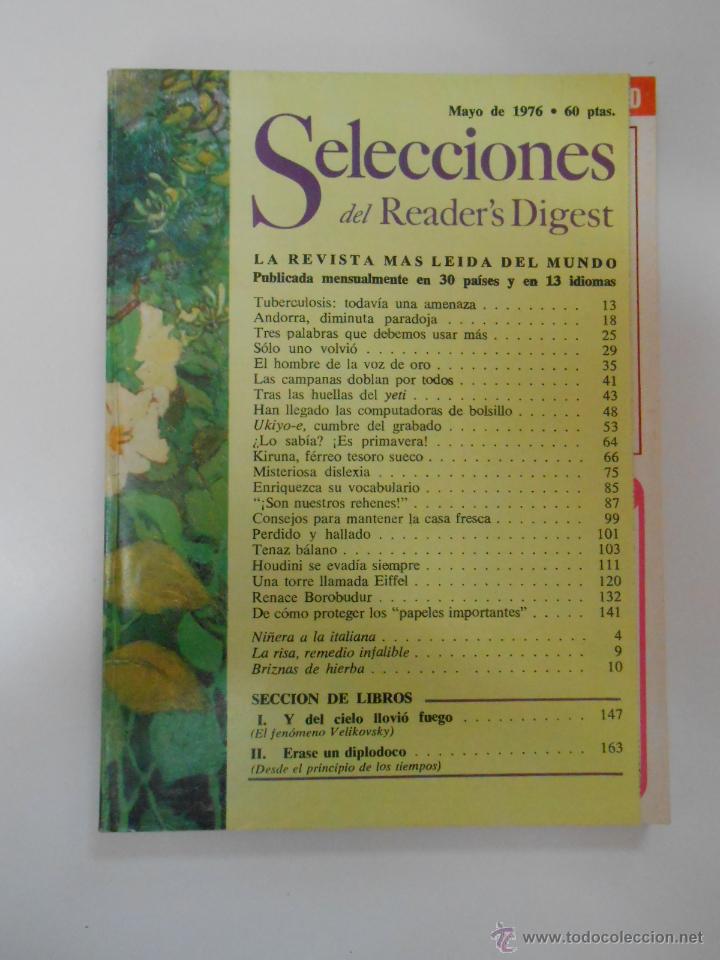 Mayo de 1976 • 60 ptas.
Selecciones
del Reader's Digest
LA REVISTA MAS LEIDA DEL MUNDO
Publicada mensualmente en 30 países y en 13 idiomas
Tuberculosis: todavía una amenaza . . . . . . . . . 13
Andorra, diminuta paradoja . . . . . . . . . . . . 18
Tres palabras que debemos usar más . . . . . . . . 25
Sólo uno volvió . . . . . . . . . . . . . . . . . 29
El hombre de la voz de oro . . . . . . . . . . . . 35
Las campanas doblan por todos . . . . . . . . . . 41
Tras las huellas del yeti . . . . . . . . . . . . 43
Han llegado las computadoras de bolsillo . . . . . 48
Ukiyo-e, cumbre del grabado . . . . . . . . . . . 53
¿Lo sabía? ¡Es primavera! . . . . . . . . . . . . 64
Kiruna, férreo tesoro sueco . . . . . . . . . . . 66
Misteriosa dislexia . . . . . . . . . . . . . . . 75
Enriquezca su vocabulario . . . . . . . . . . . . 85
"¡Son nuestros rehenes!" . . . . . . . . . . . . . 87
Consejos para mantener la casa fresca . . . . . . 99
Perdido y hallado . . . . . . . . . . . . . . . . 101
Tenaz bálano . . . . . . . . . . . . . . . . . . 103
Houdini se evadía siempre . . . . . . . . . . . . 111
Una torre llamada Eiffel . . . . . . . . . . . . . 120
Renace Borobudur . . . . . . . . . . . . . . . . 132
De cómo proteger los "papeles importantes" . . . . 141
Niñera a la italiana . . . . . . . . . . . . . . . 4
La risa, remedio infalible . . . . . . . . . . . . 9
Briznas de hierba . . . . . . . . . . . . . . . . 10
SECCION DE LIBROS
I. Y del cielo llovió fuego . . . . . . . . . . . 147
(El fenómeno Velikovsky)
II. Erase un diplodoco . . . . . . . . . . . . . . 163
(Desde el principio de los tiempos)
www.todocoleccion.net